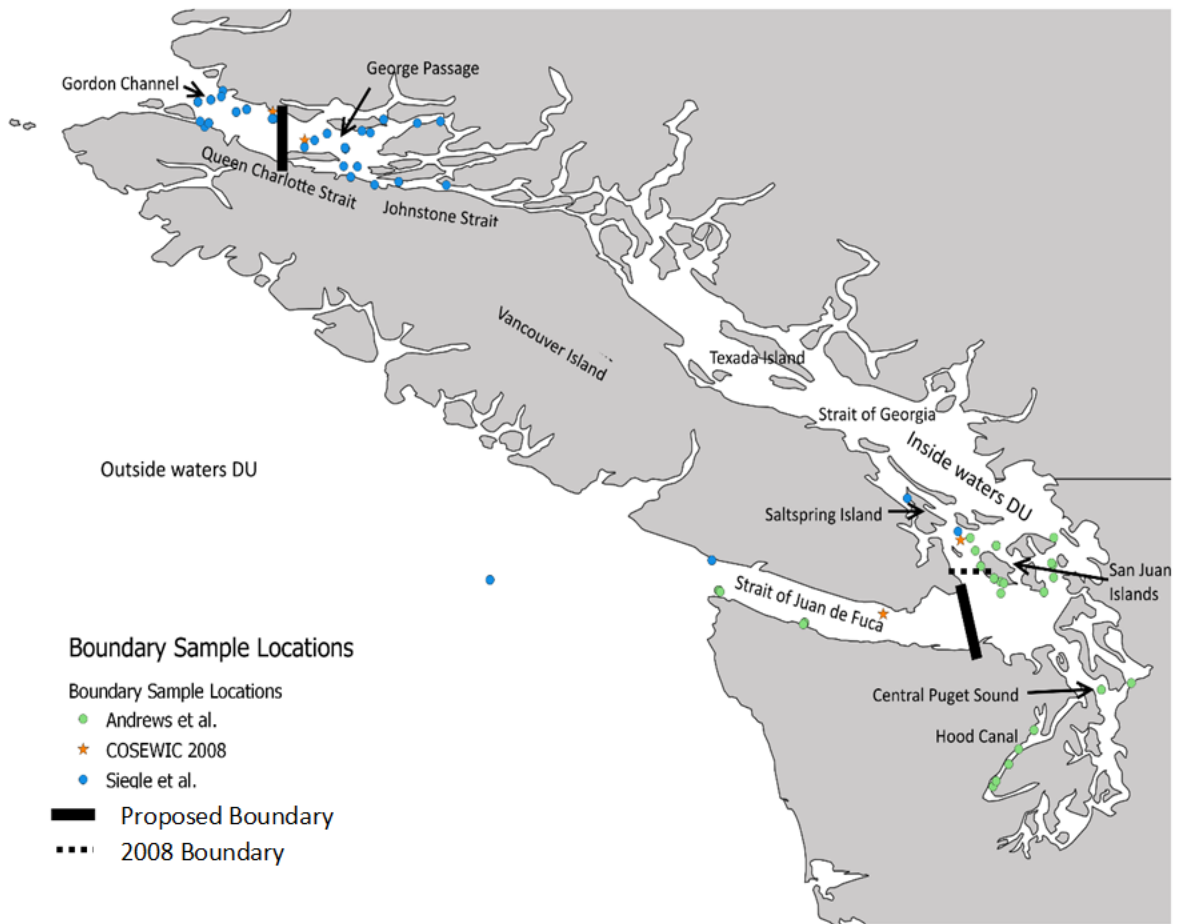 Gordon Channel
George Passage
Queen Charlotte Strait
Johnstone Strait
Vancouver Island
Texada Island
Strait of Georgia
Inside waters DU
Outside waters DU
Saltspring Island
San Juan
Islands
Strait of Juan de Fuca
Central Puget Sound
Hood Canal
Boundary Sample Locations
Boundary Sample Locations
Andrews et al.
COSEWIC 2008
Siegle et al.
Proposed Boundary
2008 Boundary